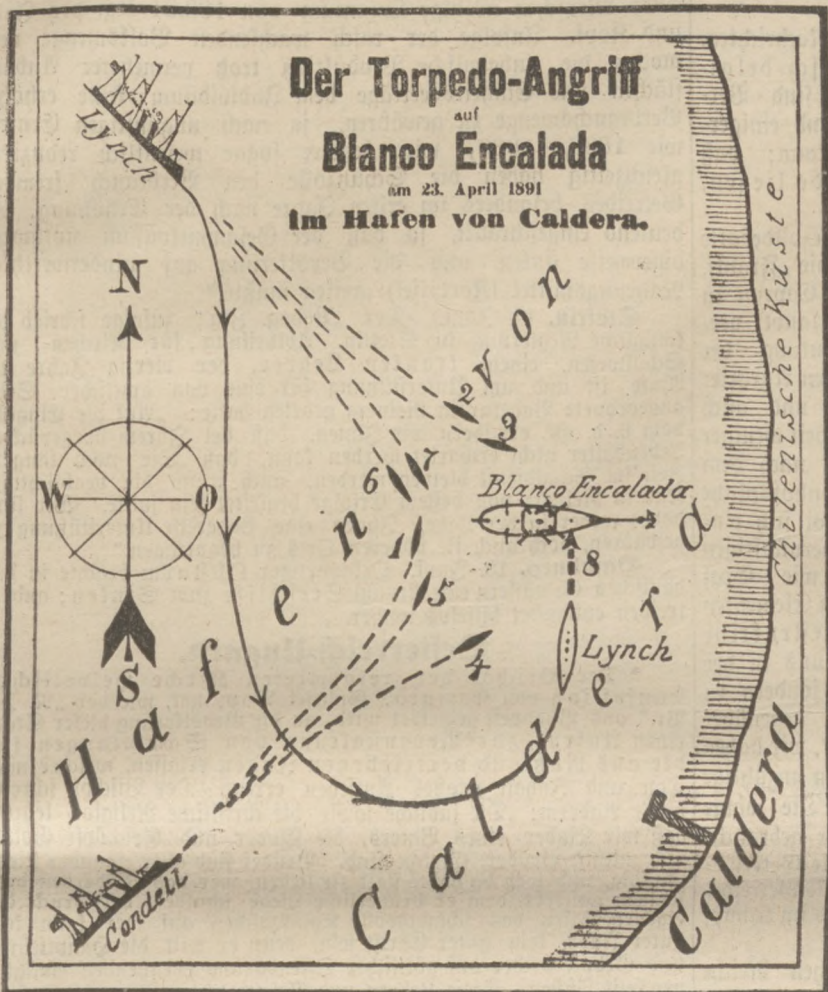 Der Torpedo-Angriff
auf
Blanco Encalada
am 23. April 1891
im Hafen von Caldera.
Lynch
N
W
O
S
2
3
6
7
Blanco Encalada
8
5
4
Lynch
Hafen von Caldera
Chilenische Küste
Condell
Caldera